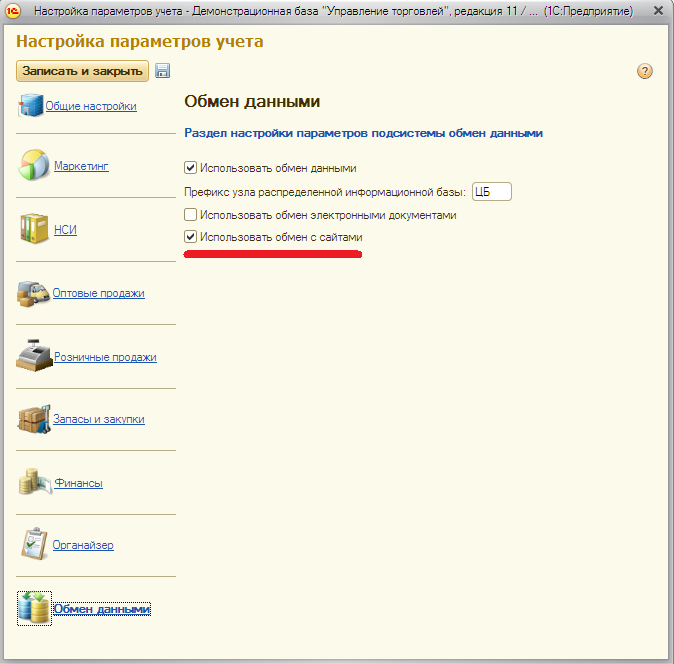 Настройка параметров учета - Демонстрационная база "Управление торговлей", редакция 11 / ... (1С:Предприятие)
Настройка параметров учета
Записать и закрыть
Общие настройки
Маркетинг
НСИ
Оптовые продажи
Розничные продажи
Запасы и закупки
Финансы
Органайзер
Обмен данными
Обмен данными
Раздел настройки параметров подсистемы обмен данными
Использовать обмен данными
Префикс узла распределенной информационной базы: ЦБ
Использовать обмен электронными документами
Использовать обмен с сайтами